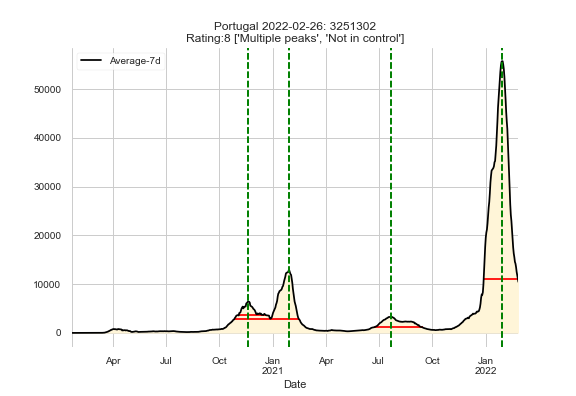 Portugal 2022-02-26: 3251302
Rating:8 ['Multiple peaks', 'Not in control']
Average-7d
50000
40000
30000
20000
10000
0
Apr Jul Oct Jan Apr Jul Oct Jan
2021 2022
Date